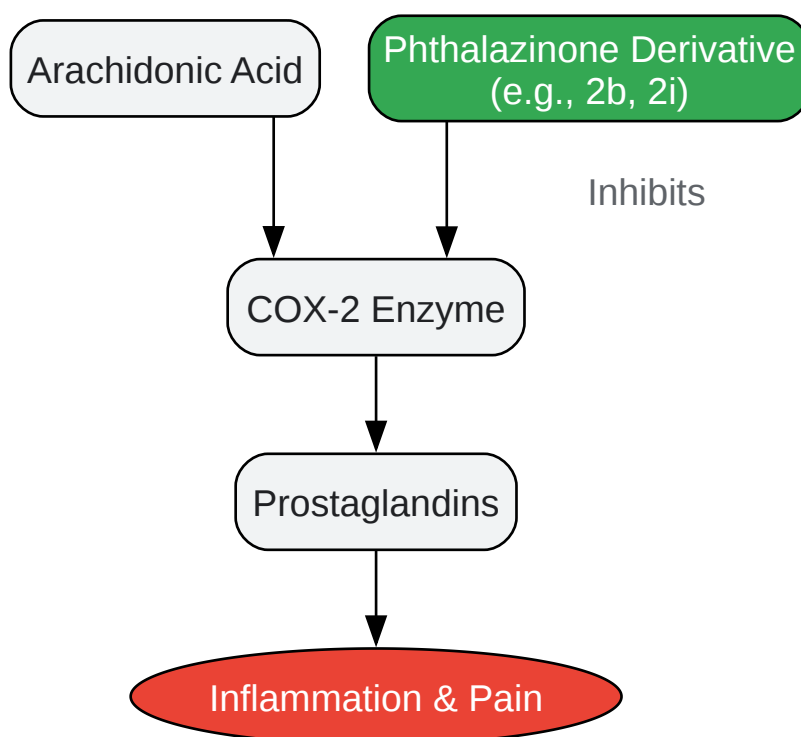 Arachidonic Acid
Phthalazinone Derivative
(e.g., 2b, 2i)
Inhibits
COX-2 Enzyme
Prostaglandins
Inflammation & Pain